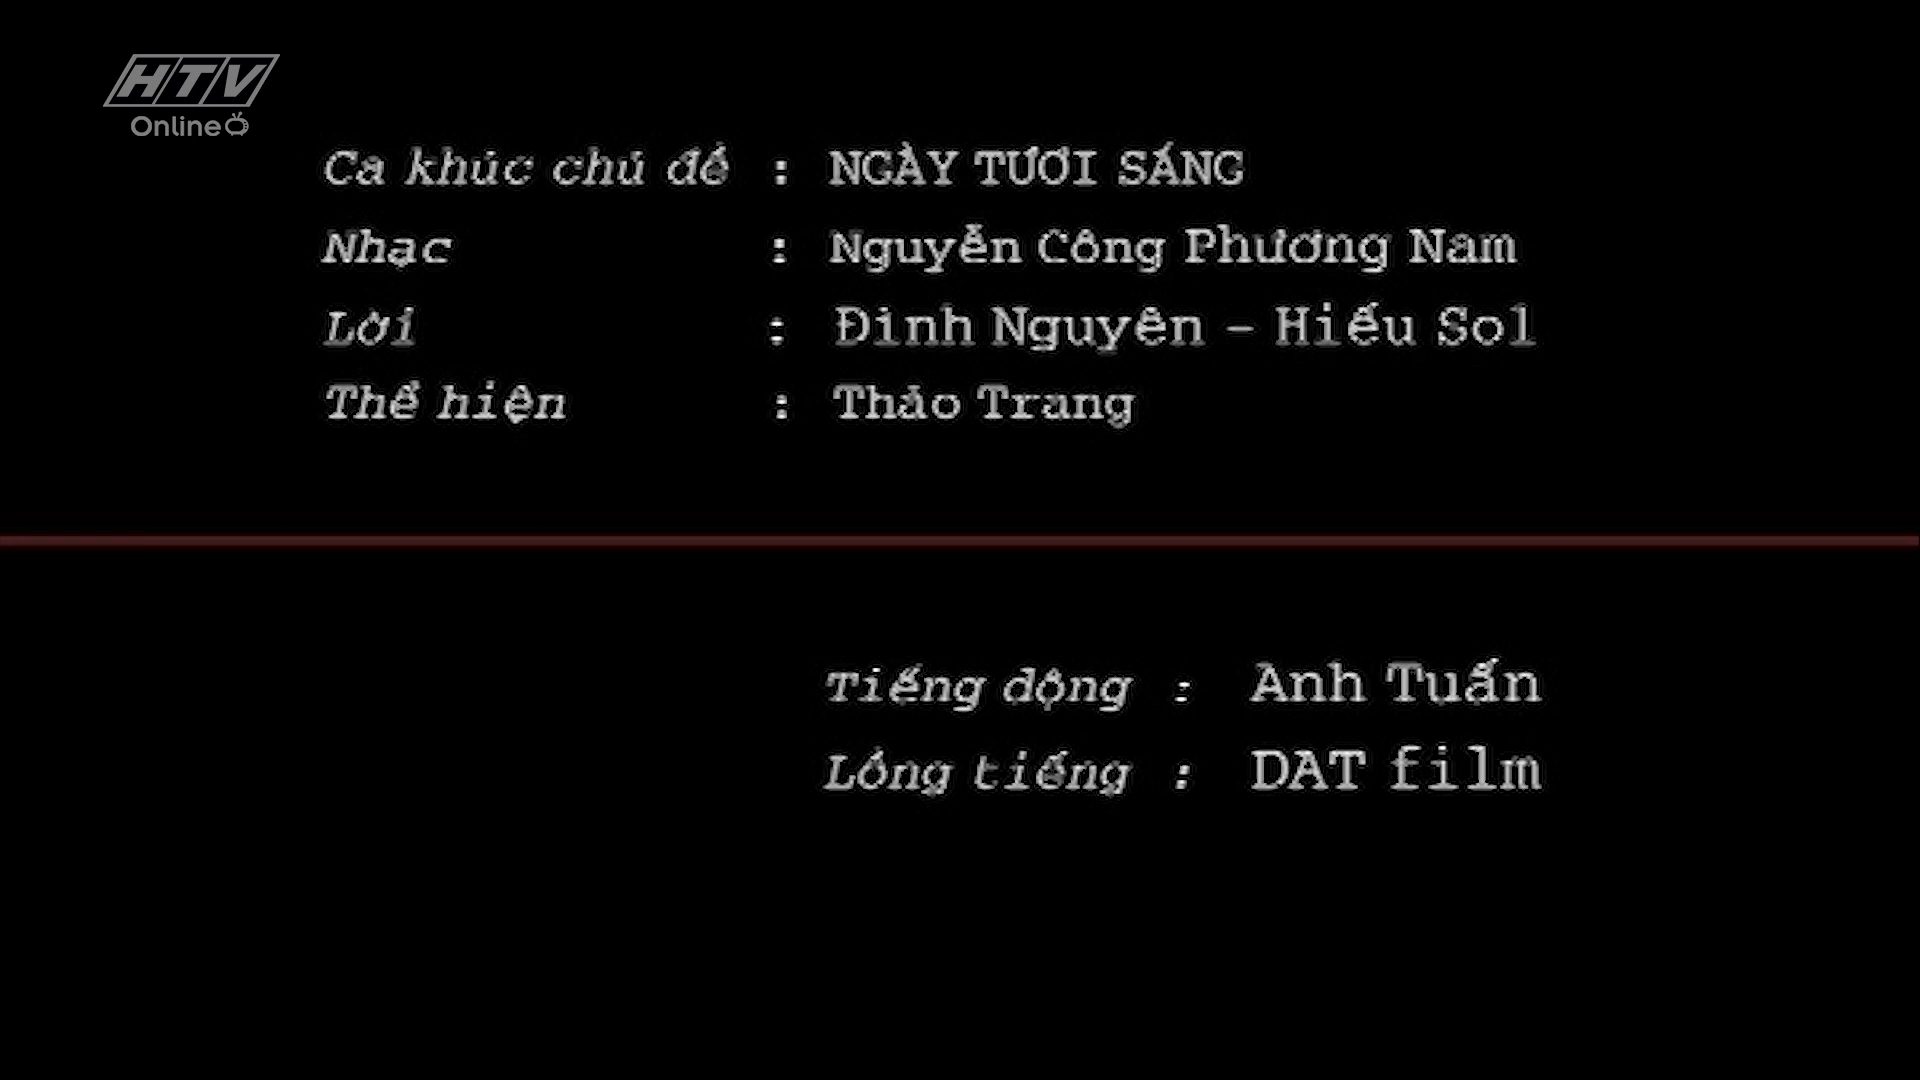 HTV
Online
Ca khúc chủ đề : NGÀY TƯƠI SÁNG
Nhạc : Nguyễn Công Phương Nam
Lời : Đinh Nguyên - Hiếu Sol
Thể hiện : Thảo Trang
Tiếng động : Anh Tuấn
Lồng tiếng : DAT film